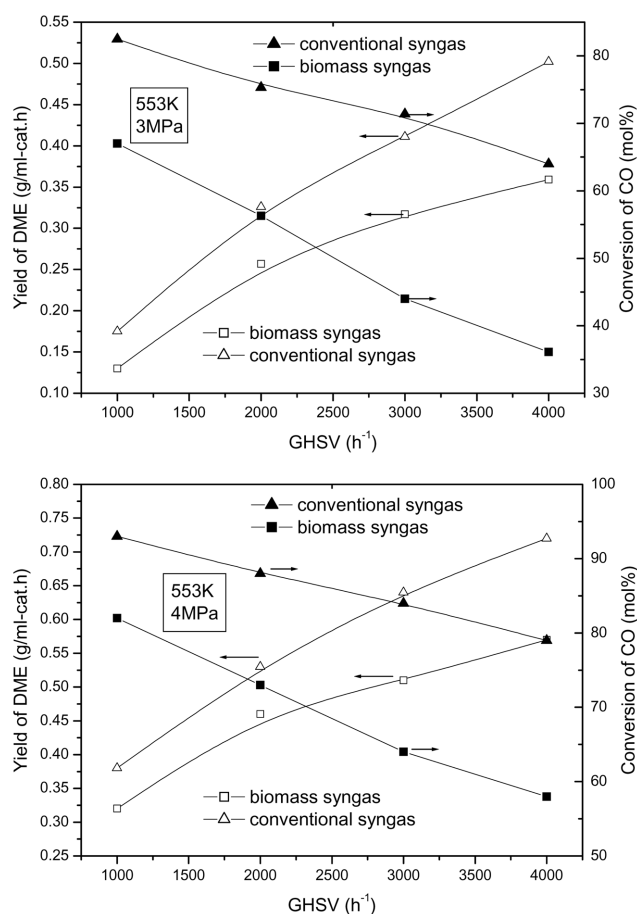 conventional syngas
biomass syngas
553K
3MPa
biomass syngas
conventional syngas
Yield of DME (g/ml-cat.h)
0.55
0.50
0.45
0.40
0.35
0.30
0.25
0.20
0.15
0.10
Conversion of CO (mol%)
80
70
60
50
40
30
1000 1500 2000 2500 3000 3500 4000
GHSV (h⁻¹)
conventional syngas
biomass syngas
553K
4MPa
biomass syngas
conventional syngas
Yield of DME (g/ml-cat.h)
0.80
0.75
0.70
0.65
0.60
0.55
0.50
0.45
0.40
0.35
0.30
0.25
Conversion of CO (mol%)
100
90
80
70
60
50
1000 1500 2000 2500 3000 3500 4000
GHSV (h⁻¹)